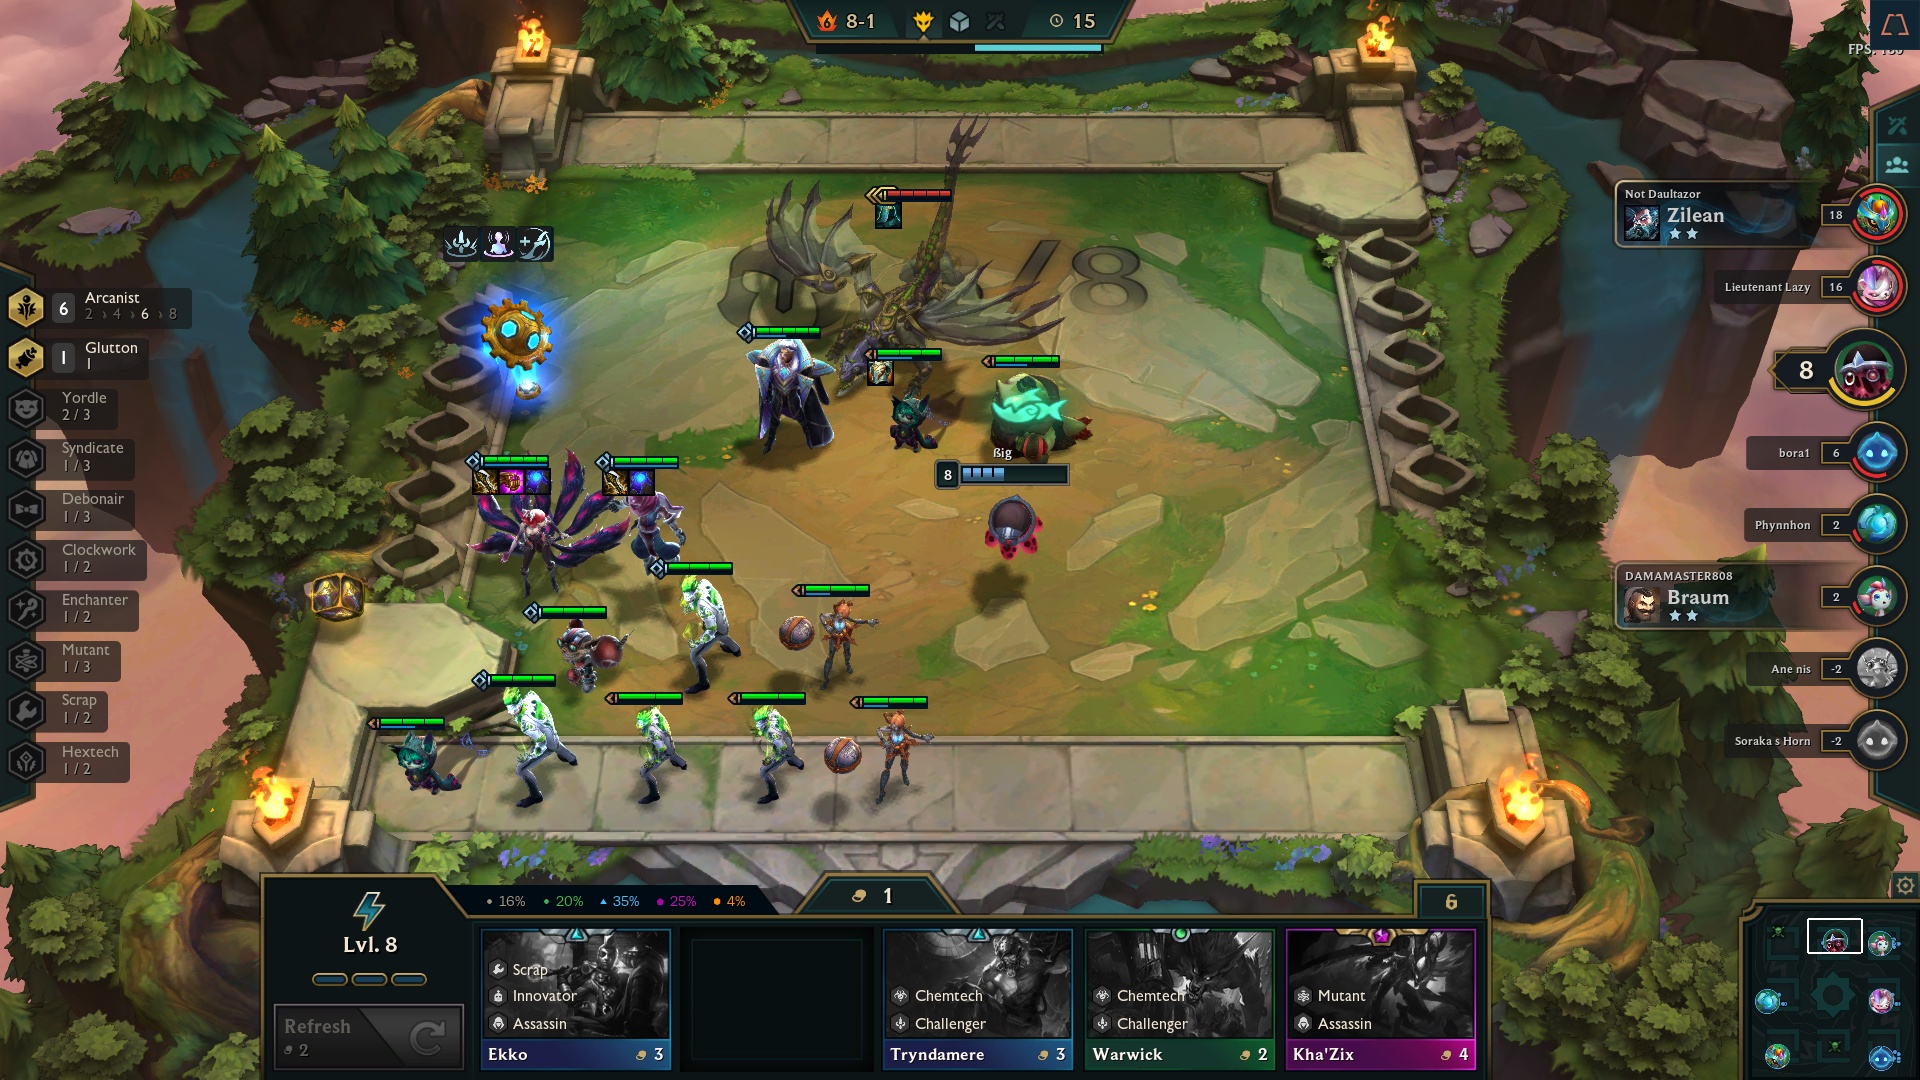 8-1
15
FPS:
6
Arcanist
2 › 4 › 6 › 8
1
Glutton
1
Yordle
2 / 3
Syndicate
1 / 3
Debonair
1 / 3
Clockwork
1 / 2
Enchanter
1 / 2
Mutant
1 / 3
Scrap
1 / 2
Hextech
1 / 2
/8
ßig
8
Not Daultazor
Zilean
18
Lieutenant Lazy
16
8
bora1
6
Phynnhon
2
DAMAMASTER808
Braum
2
Ane nis
-2
Soraka s Horn
-2
Lvl. 8
16%
20%
35%
25%
4%
1
6
Refresh
2
Scrap
Innovator
Assassin
Ekko
3
Chemtech
Challenger
Tryndamere
3
Chemtech
Challenger
Warwick
2
Mutant
Assassin
Kha'Zix
4